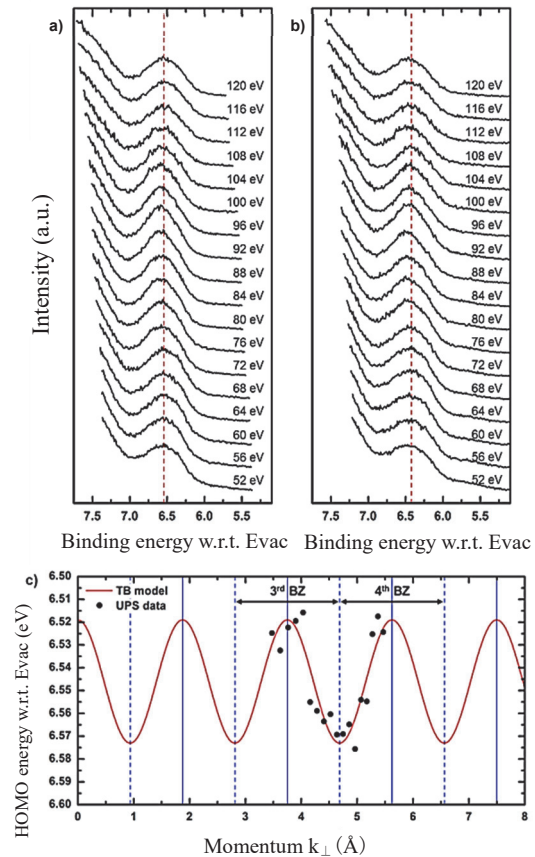 a)
120 eV
116 eV
112 eV
108 eV
104 eV
100 eV
96 eV
92 eV
88 eV
84 eV
80 eV
76 eV
72 eV
68 eV
64 eV
60 eV
56 eV
52 eV
7.5 7.0 6.5 6.0 5.5
Binding energy w.r.t. Evac
Intensity (a.u.)
b)
120 eV
116 eV
112 eV
108 eV
104 eV
100 eV
96 eV
92 eV
88 eV
84 eV
80 eV
76 eV
72 eV
68 eV
64 eV
60 eV
56 eV
52 eV
7.5 7.0 6.5 6.0 5.5
Binding energy w.r.t. Evac
c)
6.50
6.51
6.52
6.53
6.54
6.55
6.56
6.57
6.58
6.59
6.60
HOMO energy w.r.t. Evac (eV)
TB model
UPS data
3rd BZ
4th BZ
0 1 2 3 4 5 6 7 8
Momentum k⊥ (Å)